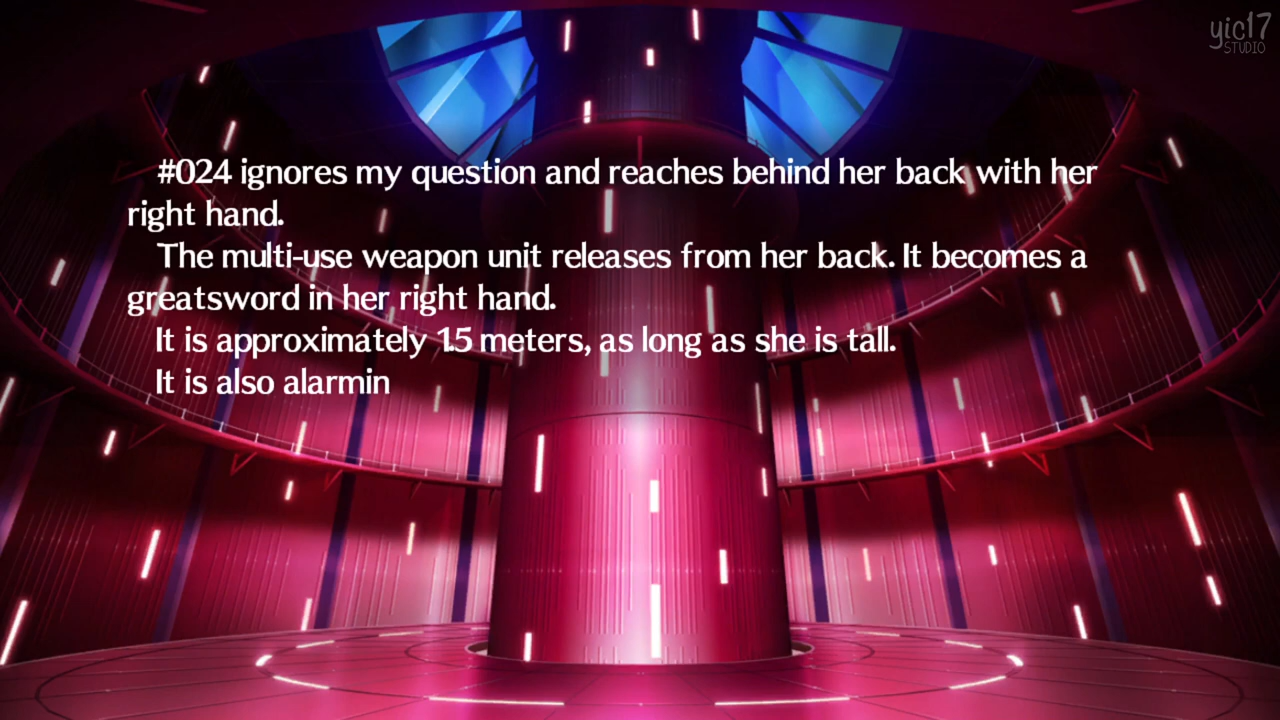 yic17
STUDIO
#024 ignores my question and reaches behind her back with her
right hand.
The multi-use weapon unit releases from her back. It becomes a
greatsword in her right hand.
It is approximately 1.5 meters, as long as she is tall.
It is also alarmin